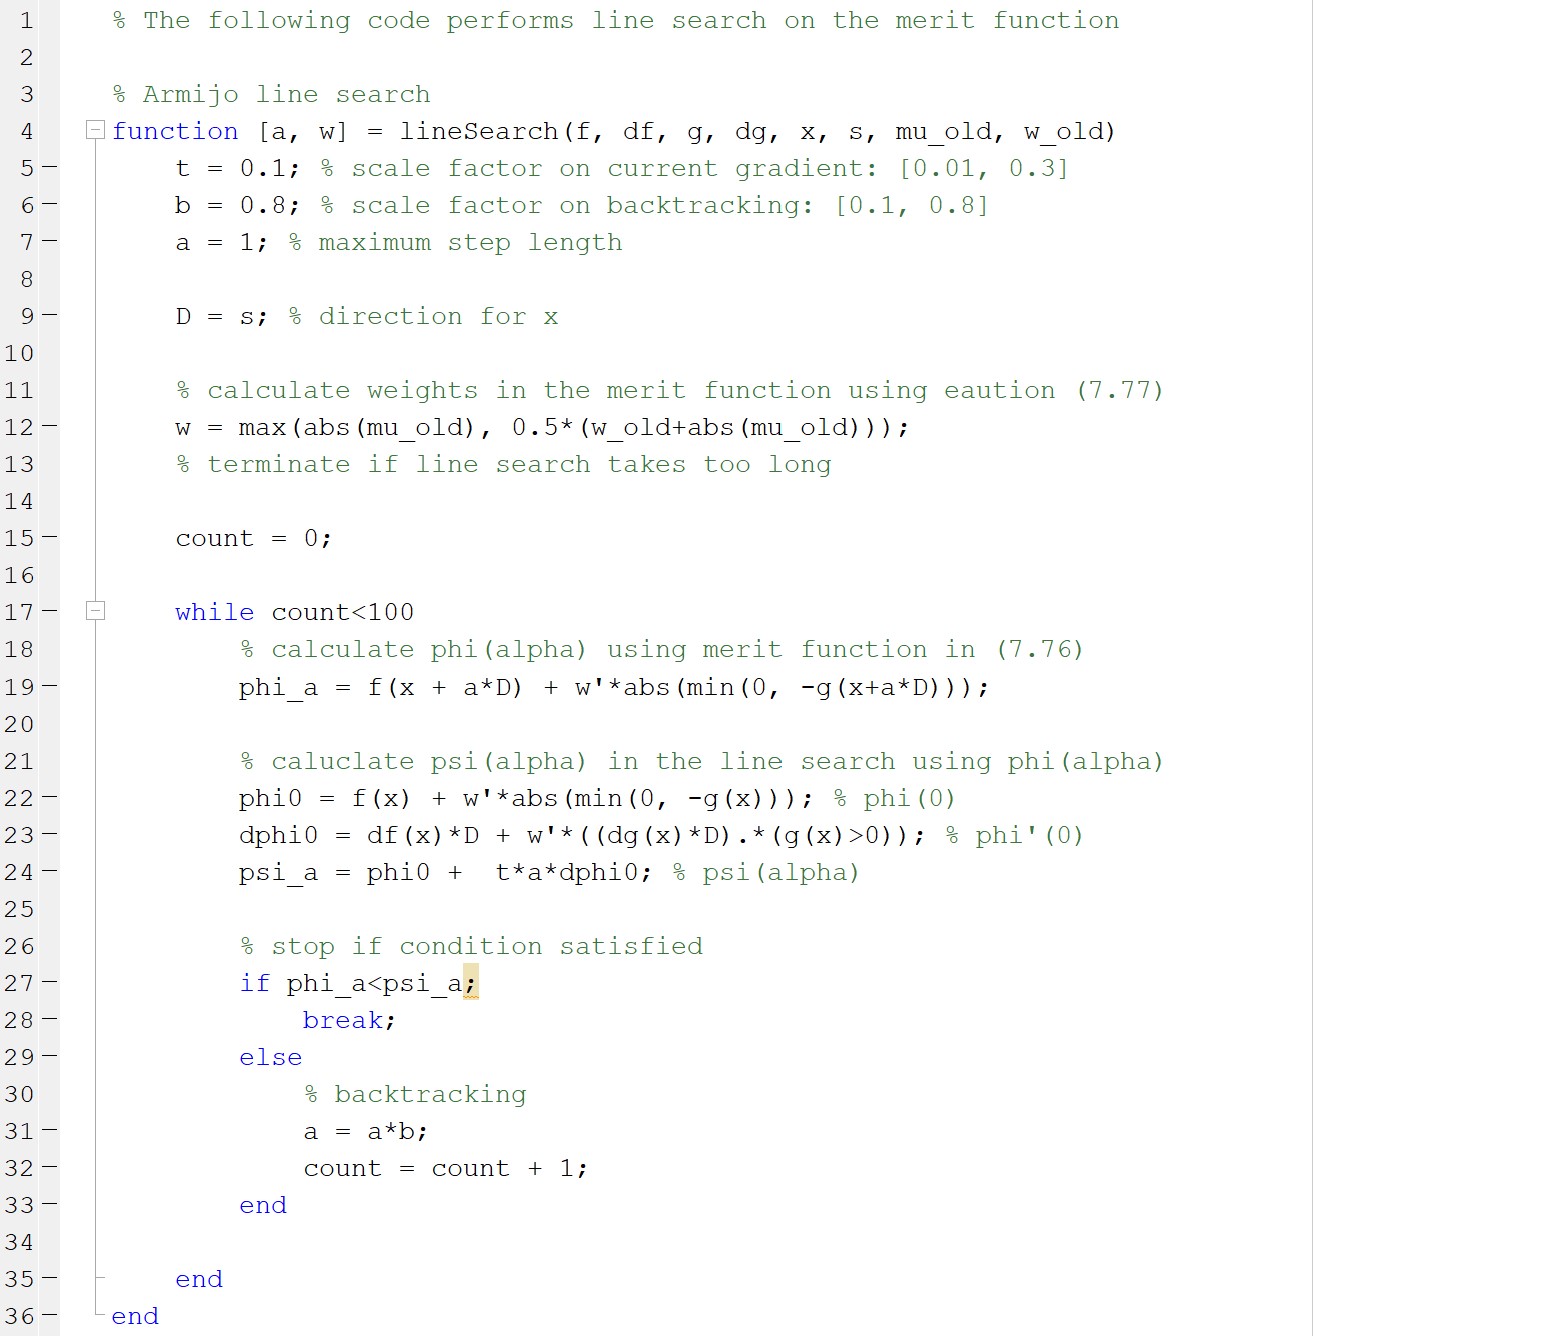 1 % The following code performs line search on the merit function
2
3 % Armijo line search
4 function [a, w] = lineSearch(f, df, g, dg, x, s, mu_old, w_old)
5 t = 0.1; % scale factor on current gradient: [0.01, 0.3]
6 b = 0.8; % scale factor on backtracking: [0.1, 0.8]
7 a = 1; % maximum step length
8
9 D = s; % direction for x
10
11 % calculate weights in the merit function using eaution (7.77)
12 w = max(abs(mu_old), 0.5*(w_old+abs(mu_old)));
13 % terminate if line search takes too long
14
15 count = 0;
16
17 while count<100
18 % calculate phi(alpha) using merit function in (7.76)
19 phi_a = f(x + a*D) + w'*abs(min(0, -g(x+a*D)));
20
21 % caluclate psi(alpha) in the line search using phi(alpha)
22 phi0 = f(x) + w'*abs(min(0, -g(x))); % phi(0)
23 dphi0 = df(x)*D + w'*((dg(x)*D).*(g(x)>0)); % phi'(0)
24 psi_a = phi0 +  t*a*dphi0; % psi(alpha)
25
26 % stop if condition satisfied
27 if phi_a<psi_a;
28 break;
29 else
30 % backtracking
31 a = a*b;
32 count = count + 1;
33 end
34
35 end
36 end